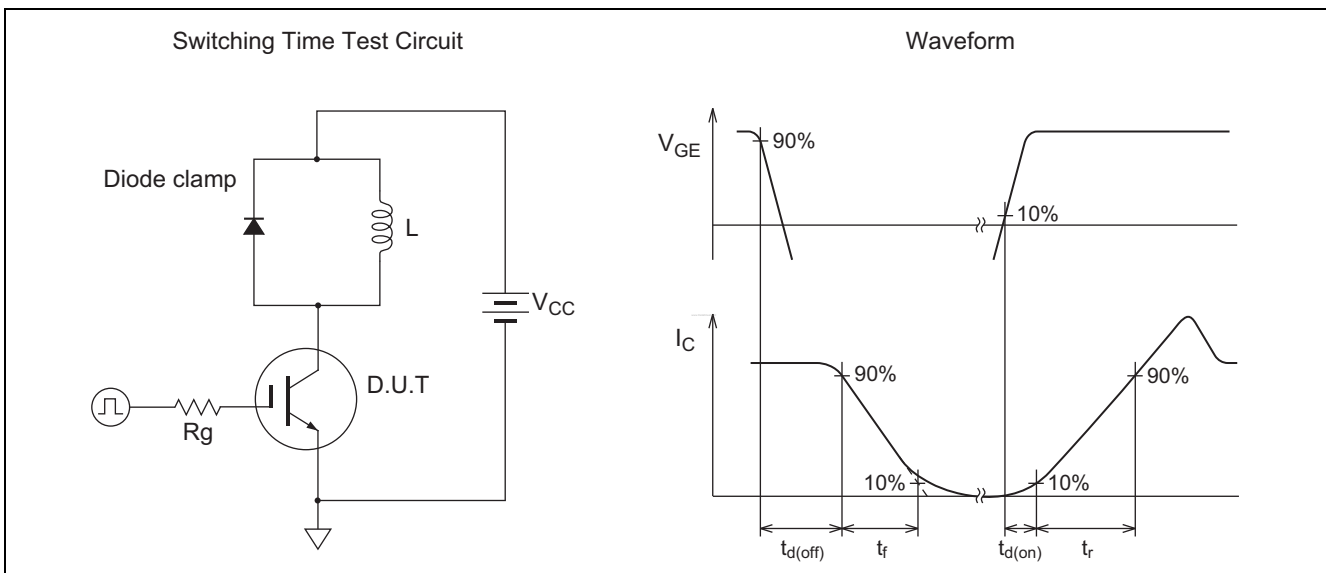 Switching Time Test Circuit
Diode clamp
L
V_CC
D.U.T
Rg
Waveform
V_GE
90%
10%
I_C
90%
90%
10%
10%
t_d(off)
t_f
t_d(on)
t_r